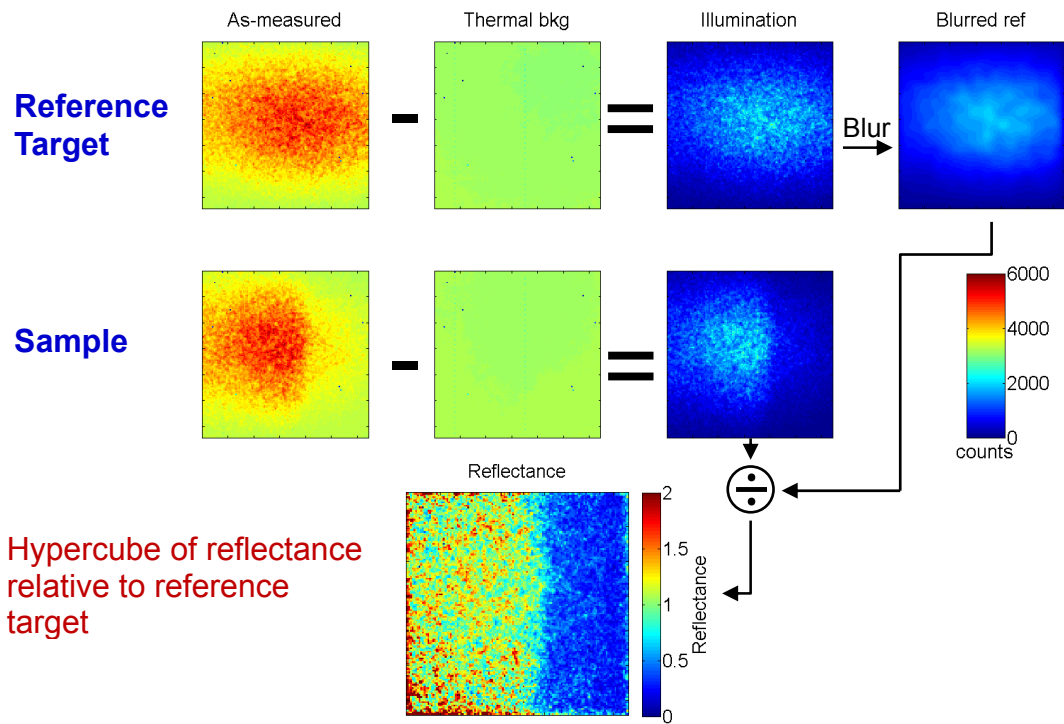 As-measured
Thermal bkg
Illumination
Blurred ref
Reference
Target
Blur
Sample
6000
4000
2000
0
counts
Reflectance
2
1.5
1
0.5
0
Reflectance
Hypercube of reflectance
relative to reference
target